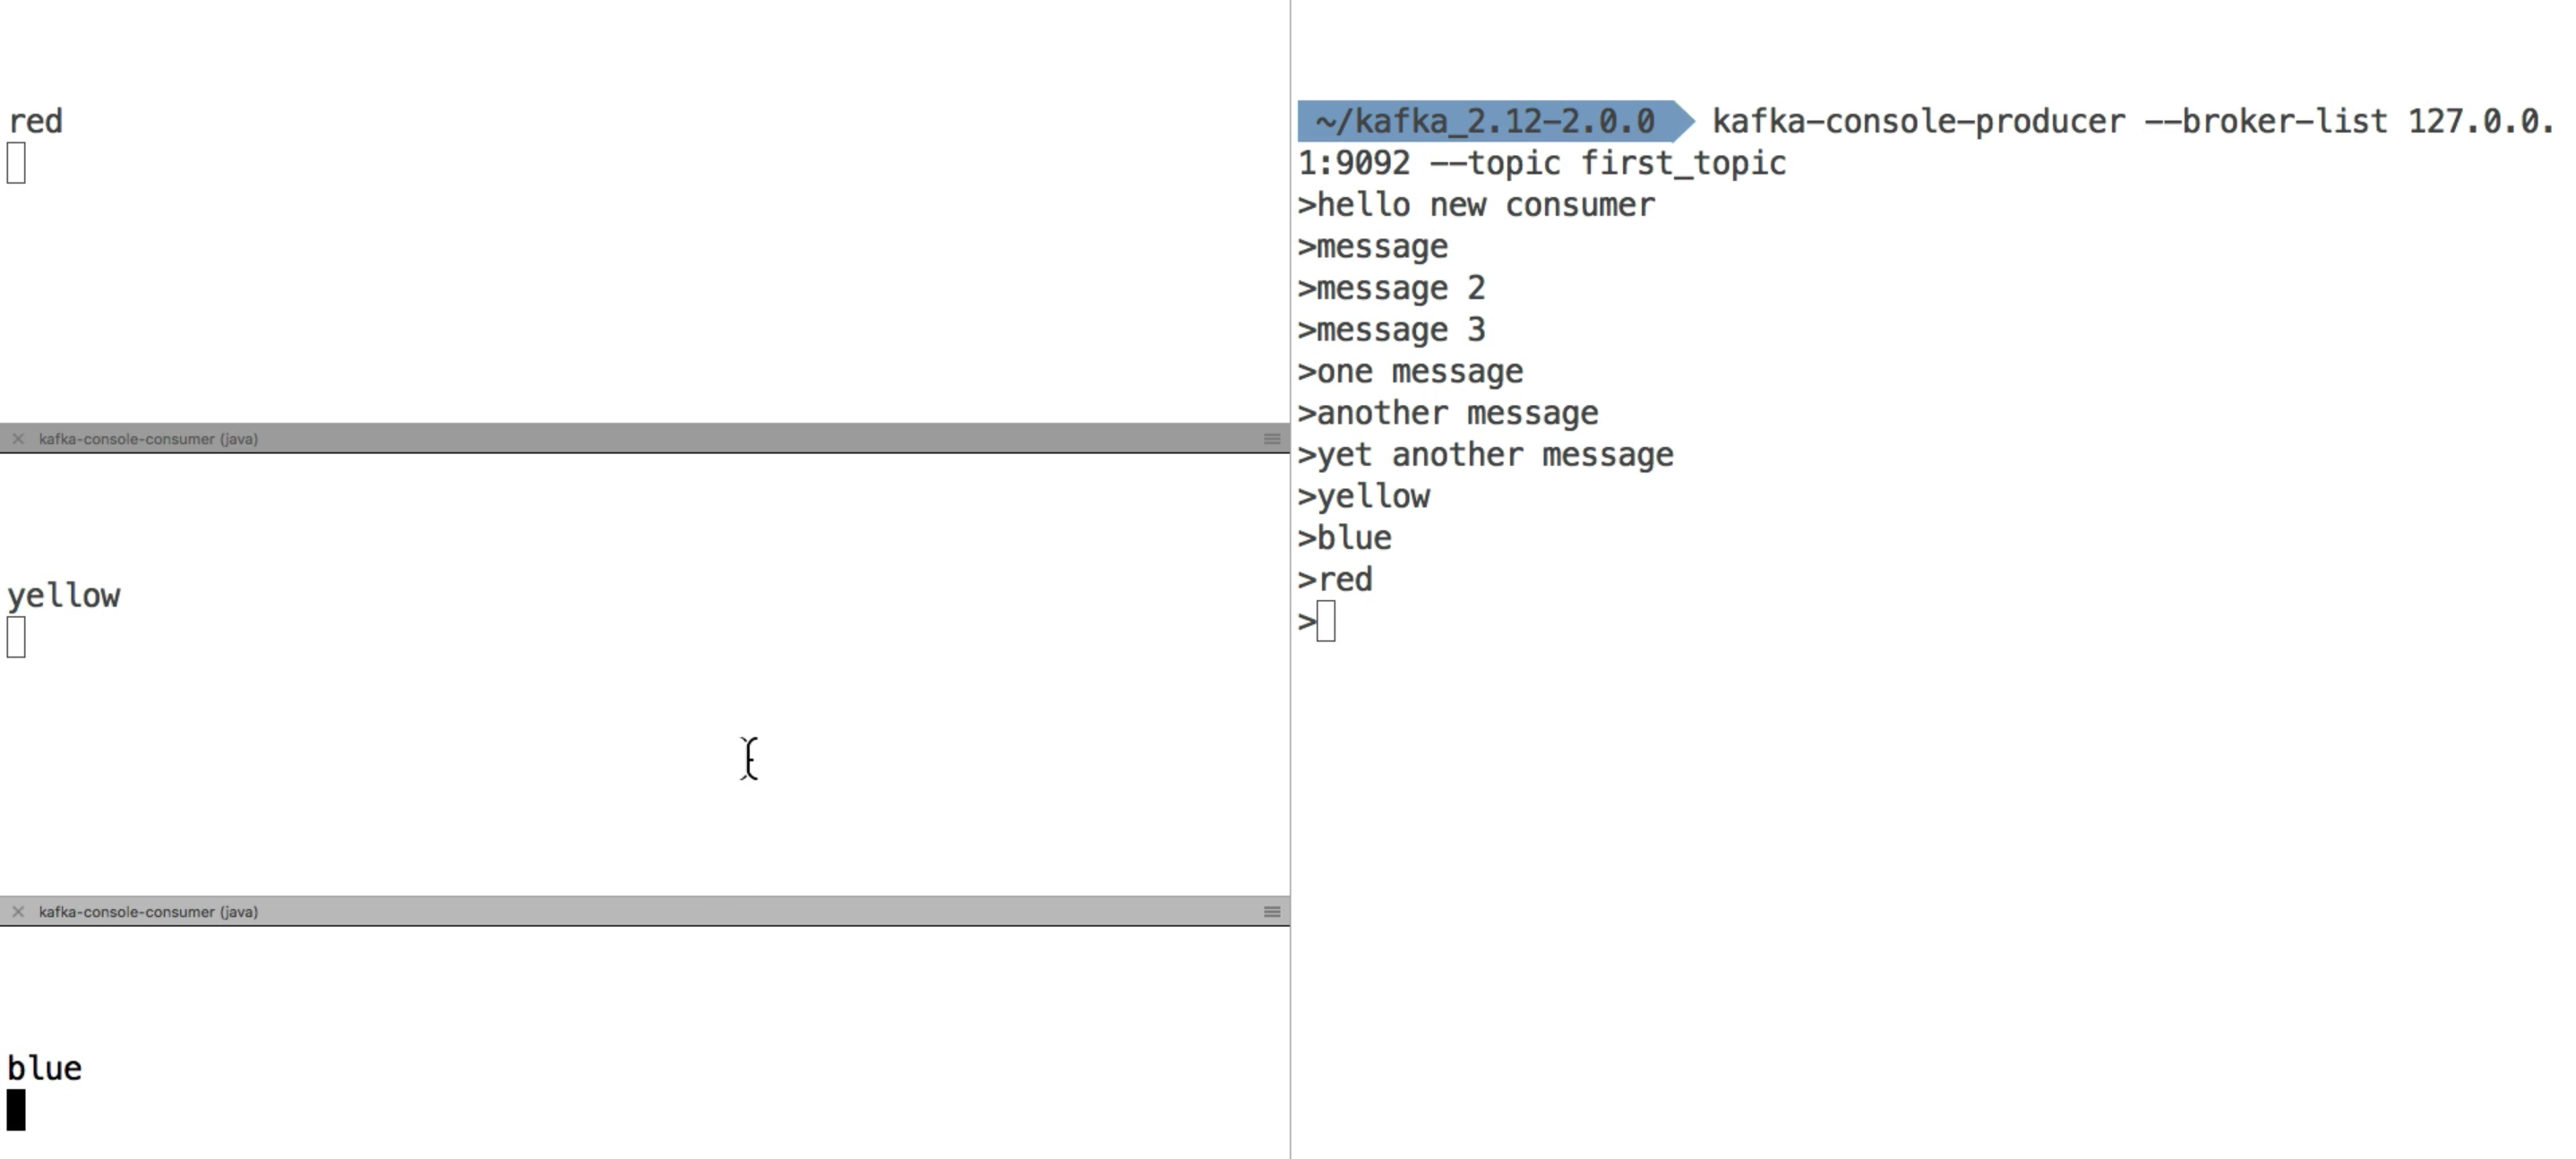 red
kafka-console-consumer (java)
yellow
kafka-console-consumer (java)
blue
~/kafka_2.12-2.0.0 kafka-console-producer --broker-list 127.0.0.
1:9092 --topic first_topic
>hello new consumer
>message
>message 2
>message 3
>one message
>another message
>yet another message
>yellow
>blue
>red
>